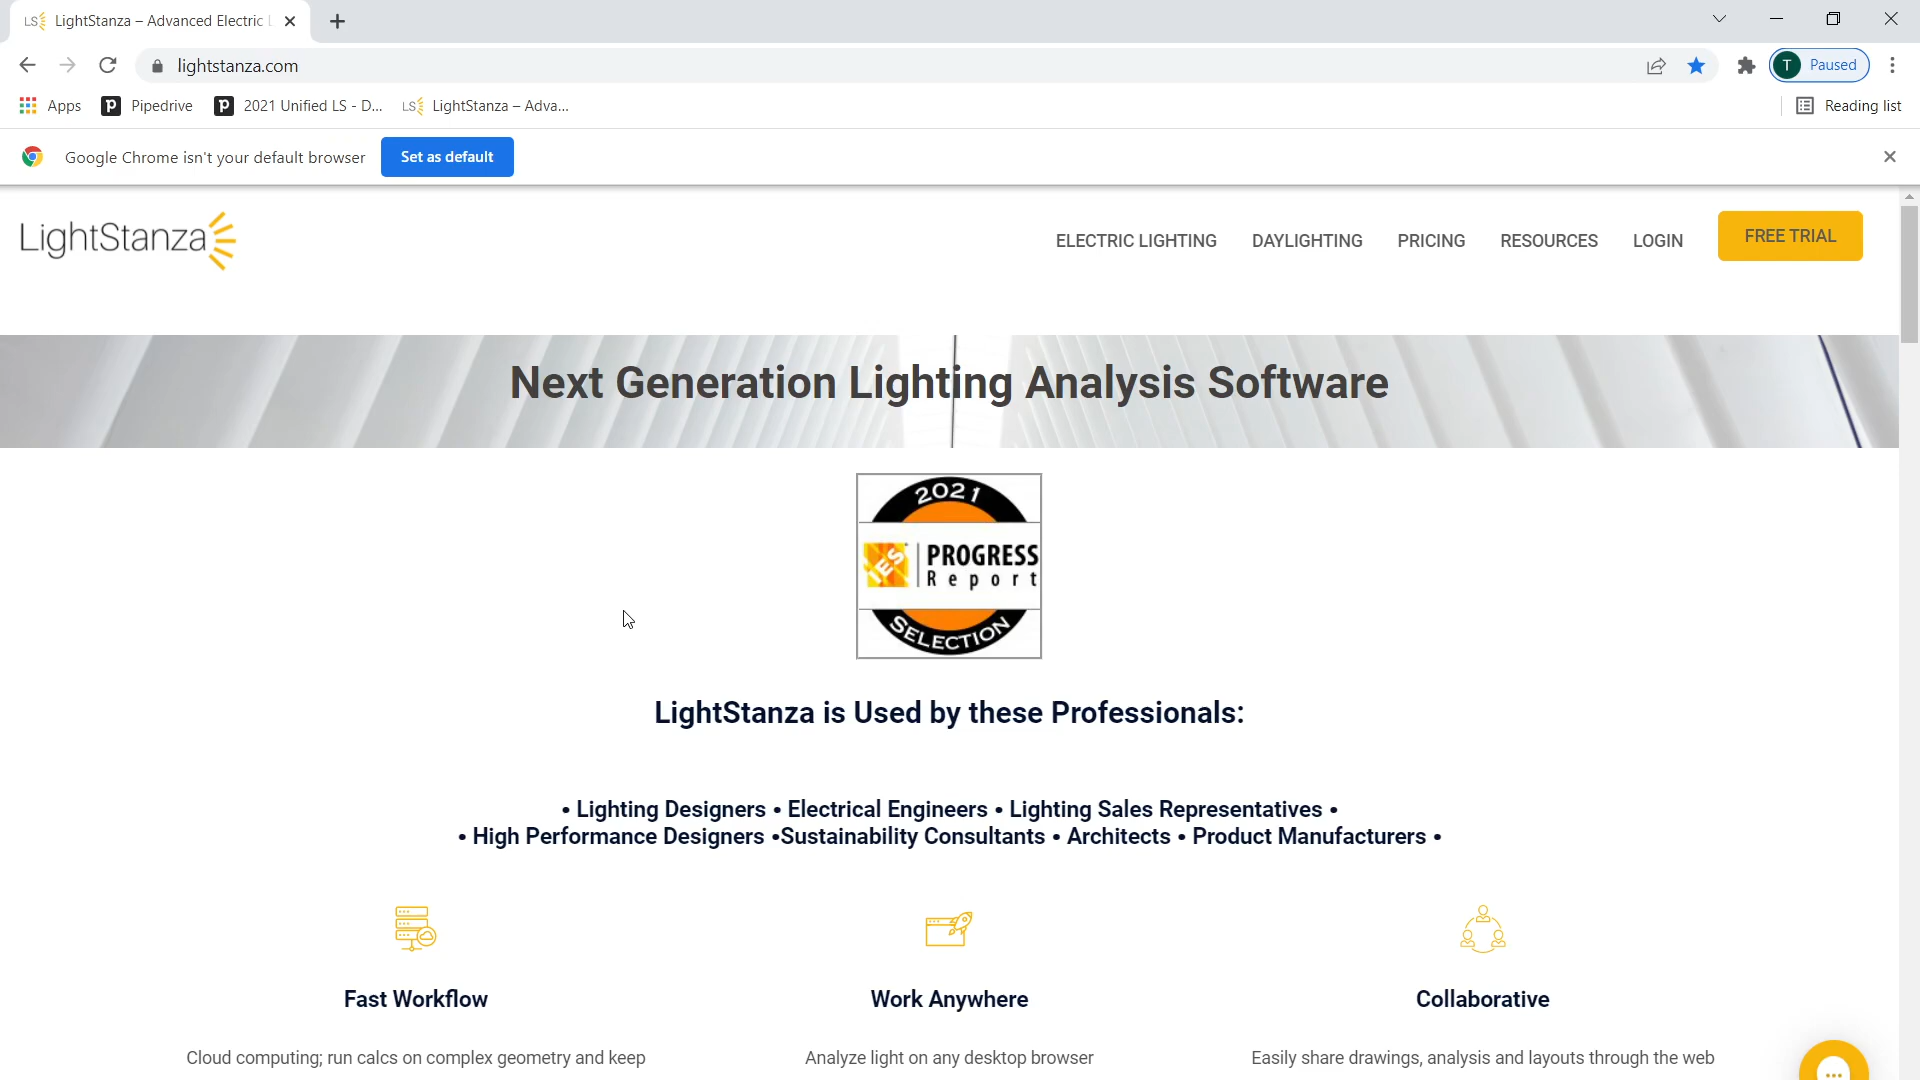 LS LightStanza – Advanced Electric
lightstanza.com
T Paused
Apps Pipedrive 2021 Unified LS - D... LS LightStanza – Adva...
Reading list
Google Chrome isn't your default browser Set as default
LightStanza
ELECTRIC LIGHTING DAYLIGHTING PRICING RESOURCES LOGIN FREE TRIAL
Next Generation Lighting Analysis Software
2021
IES PROGRESS
Report
SELECTION
LightStanza is Used by these Professionals:
• Lighting Designers • Electrical Engineers • Lighting Sales Representatives •
• High Performance Designers •Sustainability Consultants • Architects • Product Manufacturers •
Fast Workflow Work Anywhere Collaborative
Cloud computing; run calcs on complex geometry and keep Analyze light on any desktop browser Easily share drawings, analysis and layouts through the web